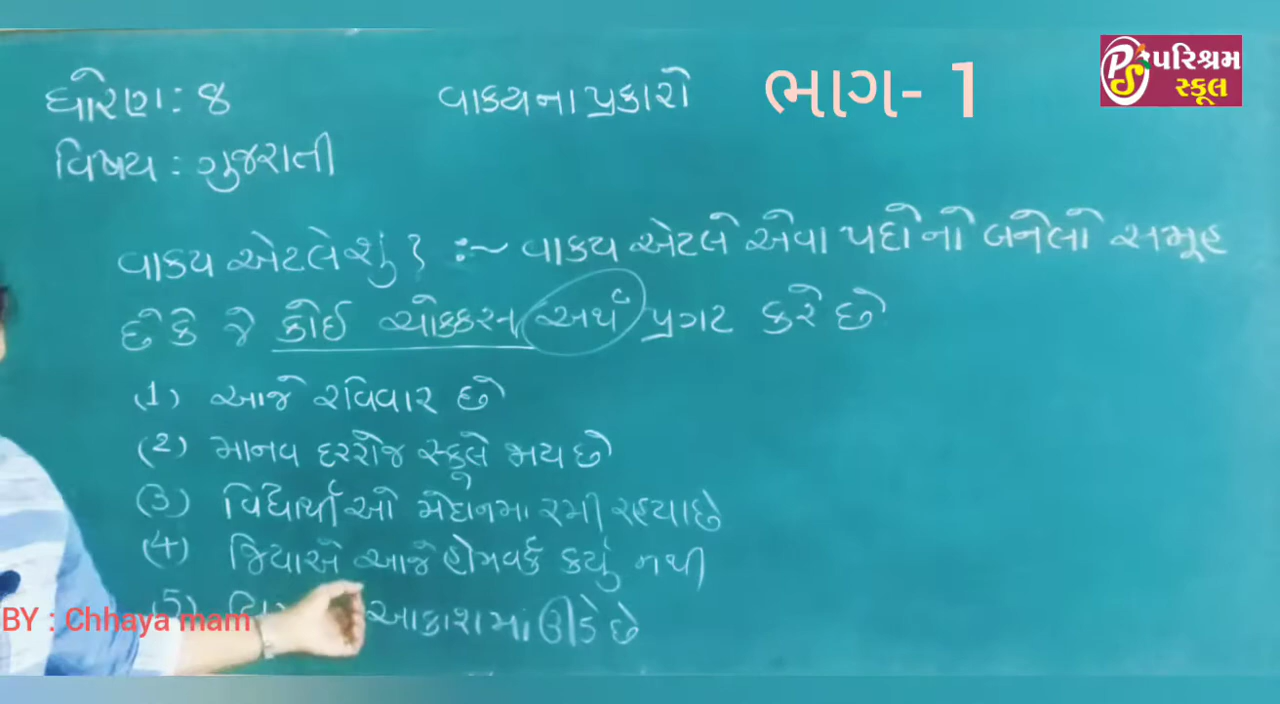 ધોરણ : ૪
વાક્યના પ્રકારો
ભાગ- 1
પરિશ્રમ
સ્કૂલ
વિષય : ગુજરાતી
વાક્ય એટલે શું ? :~ વાક્ય એટલે એવા પદોનો બનેલો સમૂહ
છે કે જે કોઈ ચોક્કસ અર્થ પ્રગટ કરે છે
(1) આજે રવિવાર છે
(2) માનવ દરરોજ સ્કૂલે જાય છે
(3) વિદ્યાર્થીઓ મેદાનમા રમી રહ્યા છે
(4) જિયાએ આજે હોમવર્ક કર્યું નથી
(5) આકાશમાં ઊડે છે
BY : Chhaya mam